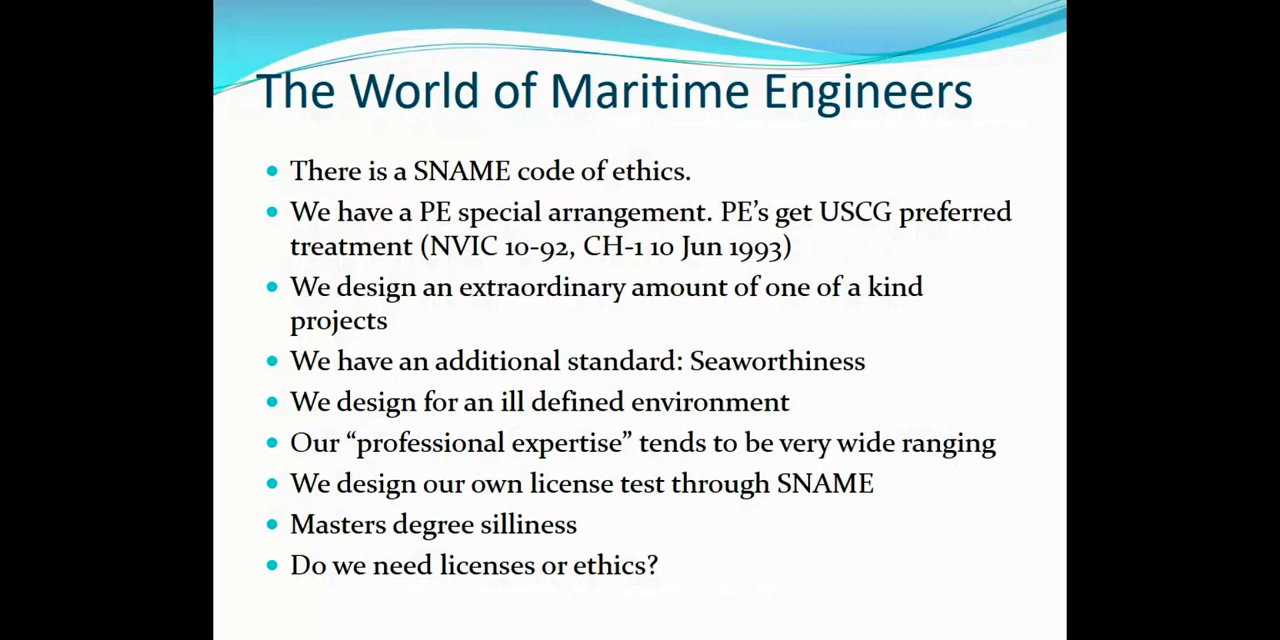 The World of Maritime Engineers
There is a SNAME code of ethics.
We have a PE special arrangement. PE's get USCG preferred
treatment (NVIC 10-92, CH-1 10 Jun 1993)
We design an extraordinary amount of one of a kind
projects
We have an additional standard: Seaworthiness
We design for an ill defined environment
Our “professional expertise” tends to be very wide ranging
We design our own license test through SNAME
Masters degree silliness
Do we need licenses or ethics?